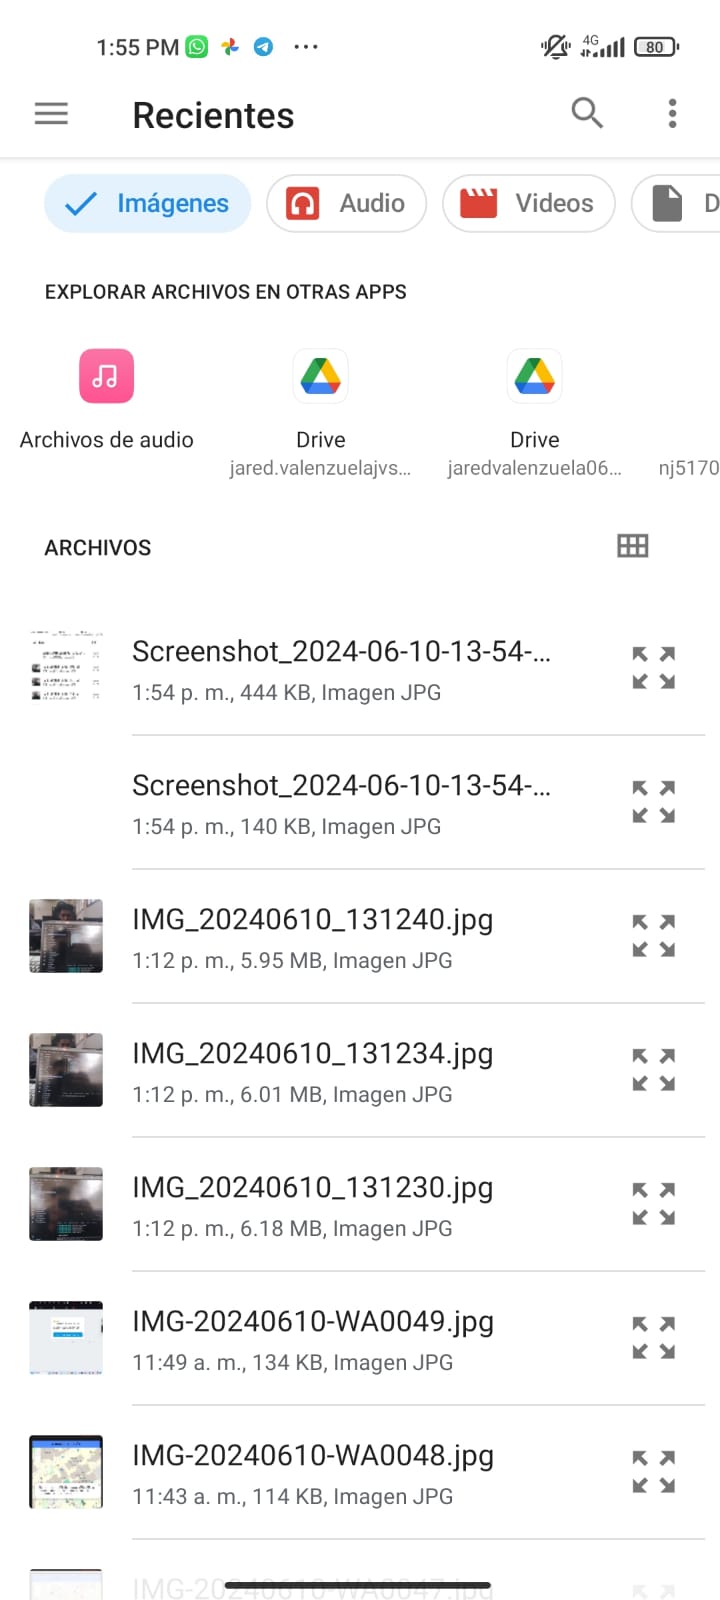 1:55 PM
4G
80
Recientes
Imágenes
Audio
Videos
D
EXPLORAR ARCHIVOS EN OTRAS APPS
Archivos de audio
Drive
jared.valenzuelajvs...
Drive
jaredvalenzuela06...
nj5170
ARCHIVOS
Screenshot_2024-06-10-13-54-...
1:54 p. m., 444 KB, Imagen JPG
Screenshot_2024-06-10-13-54-...
1:54 p. m., 140 KB, Imagen JPG
IMG_20240610_131240.jpg
1:12 p. m., 5.95 MB, Imagen JPG
IMG_20240610_131234.jpg
1:12 p. m., 6.01 MB, Imagen JPG
IMG_20240610_131230.jpg
1:12 p. m., 6.18 MB, Imagen JPG
IMG-20240610-WA0049.jpg
11:49 a. m., 134 KB, Imagen JPG
IMG-20240610-WA0048.jpg
11:43 a. m., 114 KB, Imagen JPG
IMG-20240610-WA0047.jpg